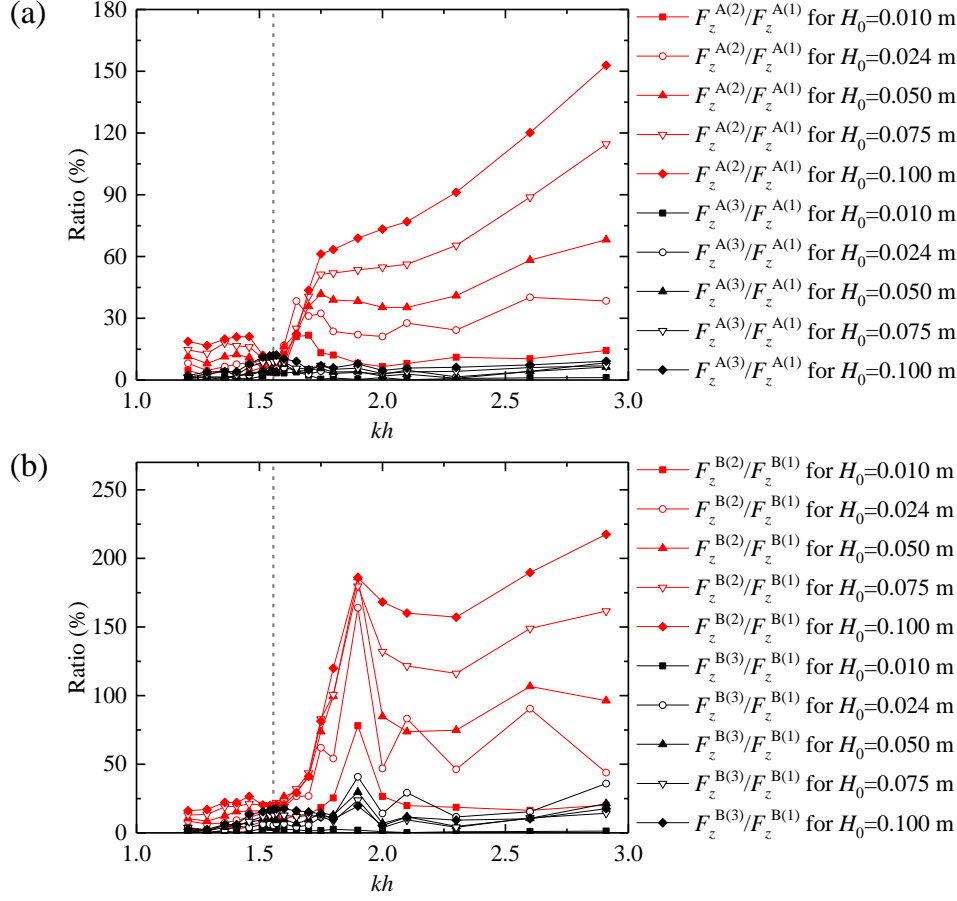 (a)
180
150
120
90
60
30
0
Ratio (%)
1.0 1.5 2.0 2.5 3.0
kh
F_z^A(2)/F_z^A(1) for H_0=0.010 m
F_z^A(2)/F_z^A(1) for H_0=0.024 m
F_z^A(2)/F_z^A(1) for H_0=0.050 m
F_z^A(2)/F_z^A(1) for H_0=0.075 m
F_z^A(2)/F_z^A(1) for H_0=0.100 m
F_z^A(3)/F_z^A(1) for H_0=0.010 m
F_z^A(3)/F_z^A(1) for H_0=0.024 m
F_z^A(3)/F_z^A(1) for H_0=0.050 m
F_z^A(3)/F_z^A(1) for H_0=0.075 m
F_z^A(3)/F_z^A(1) for H_0=0.100 m
(b)
250
200
150
100
50
0
Ratio (%)
1.0 1.5 2.0 2.5 3.0
kh
F_z^B(2)/F_z^B(1) for H_0=0.010 m
F_z^B(2)/F_z^B(1) for H_0=0.024 m
F_z^B(2)/F_z^B(1) for H_0=0.050 m
F_z^B(2)/F_z^B(1) for H_0=0.075 m
F_z^B(2)/F_z^B(1) for H_0=0.100 m
F_z^B(3)/F_z^B(1) for H_0=0.010 m
F_z^B(3)/F_z^B(1) for H_0=0.024 m
F_z^B(3)/F_z^B(1) for H_0=0.050 m
F_z^B(3)/F_z^B(1) for H_0=0.075 m
F_z^B(3)/F_z^B(1) for H_0=0.100 m